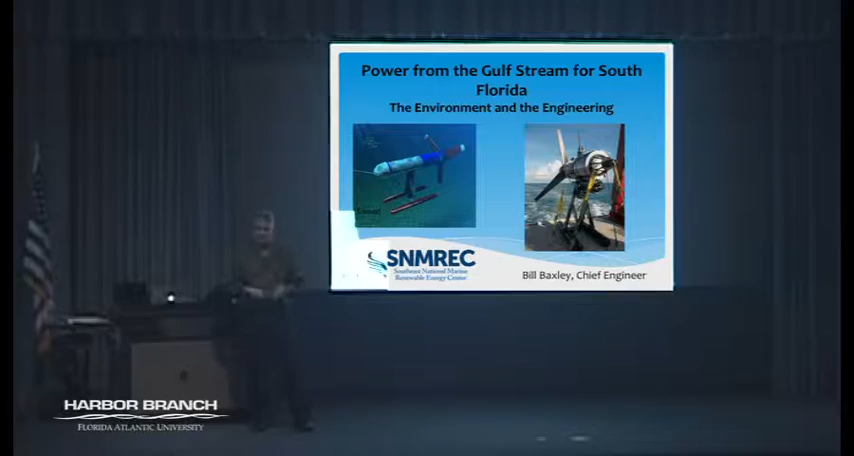 Power from the Gulf Stream for South
Florida
The Environment and the Engineering
SNMREC
Southeast National Marine
Renewable Energy Center
Bill Baxley, Chief Engineer
HARBOR BRANCH
FLORIDA ATLANTIC UNIVERSITY